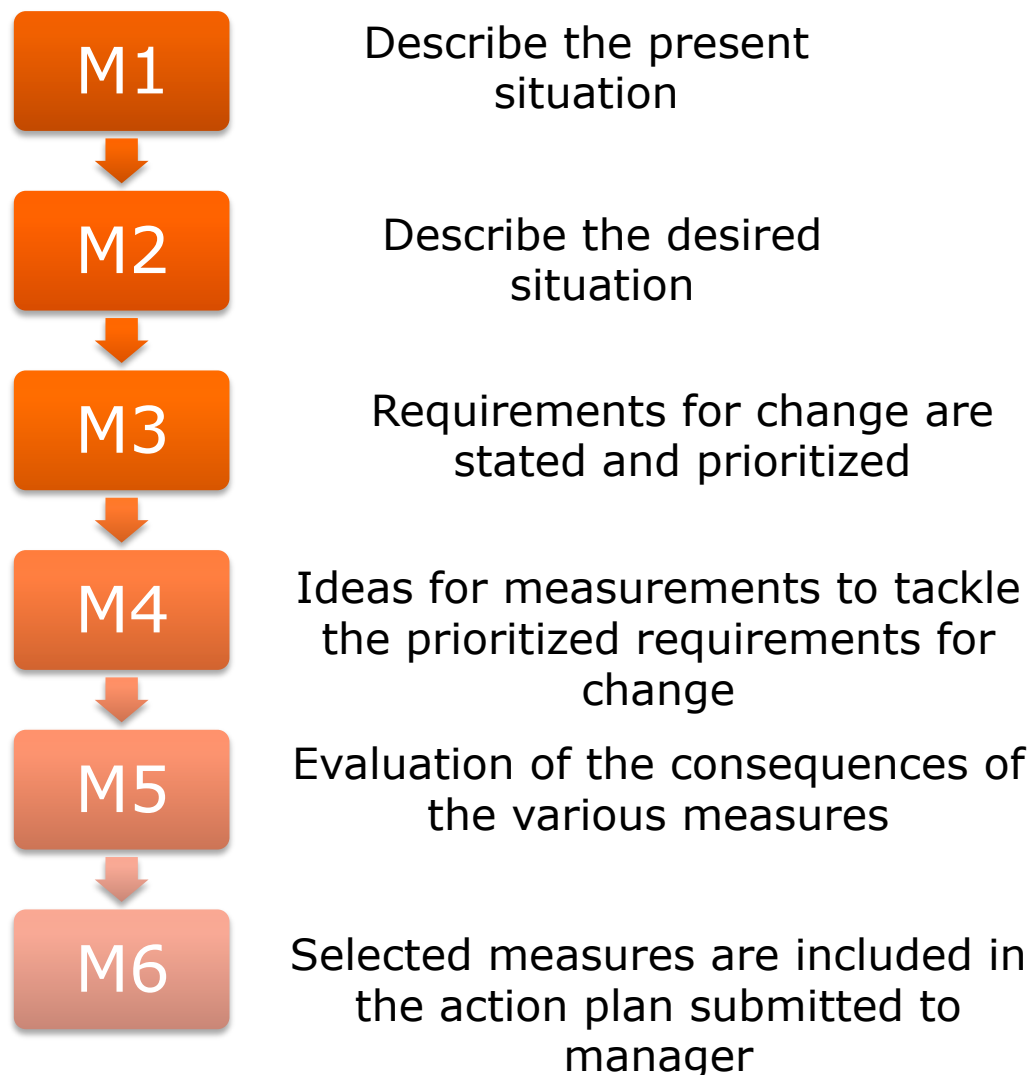 M1
Describe the present
situation
M2
Describe the desired
situation
M3
Requirements for change are
stated and prioritized
M4
Ideas for measurements to tackle
the prioritized requirements for
change
M5
Evaluation of the consequences of
the various measures
M6
Selected measures are included in
the action plan submitted to
manager